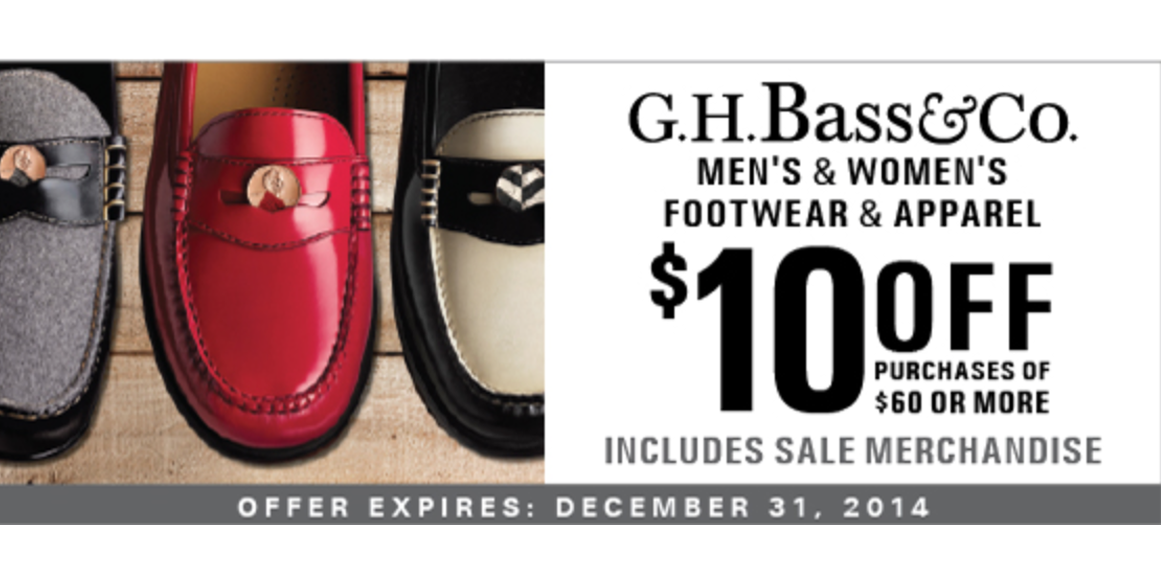 G.H.Bass&Co.
MEN'S & WOMEN'S
FOOTWEAR & APPAREL
$10 OFF
PURCHASES OF
$60 OR MORE
INCLUDES SALE MERCHANDISE
OFFER EXPIRES: DECEMBER 31, 2014